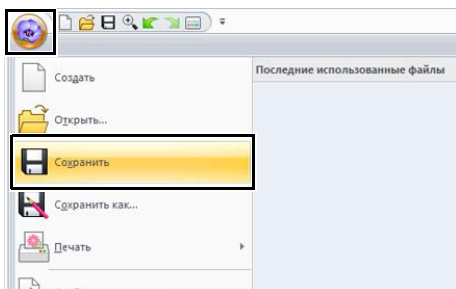 Последние использованные файлы
Создать
Открыть...
Сохранить
Сохранить как...
Печать